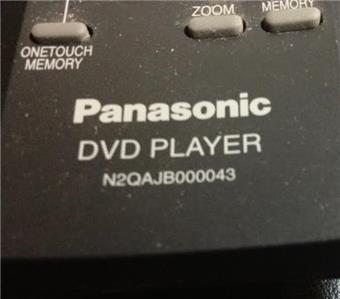 ZOOM
MEMORY
ONETOUCH
MEMORY
Panasonic
DVD PLAYER
N2QAJB000043